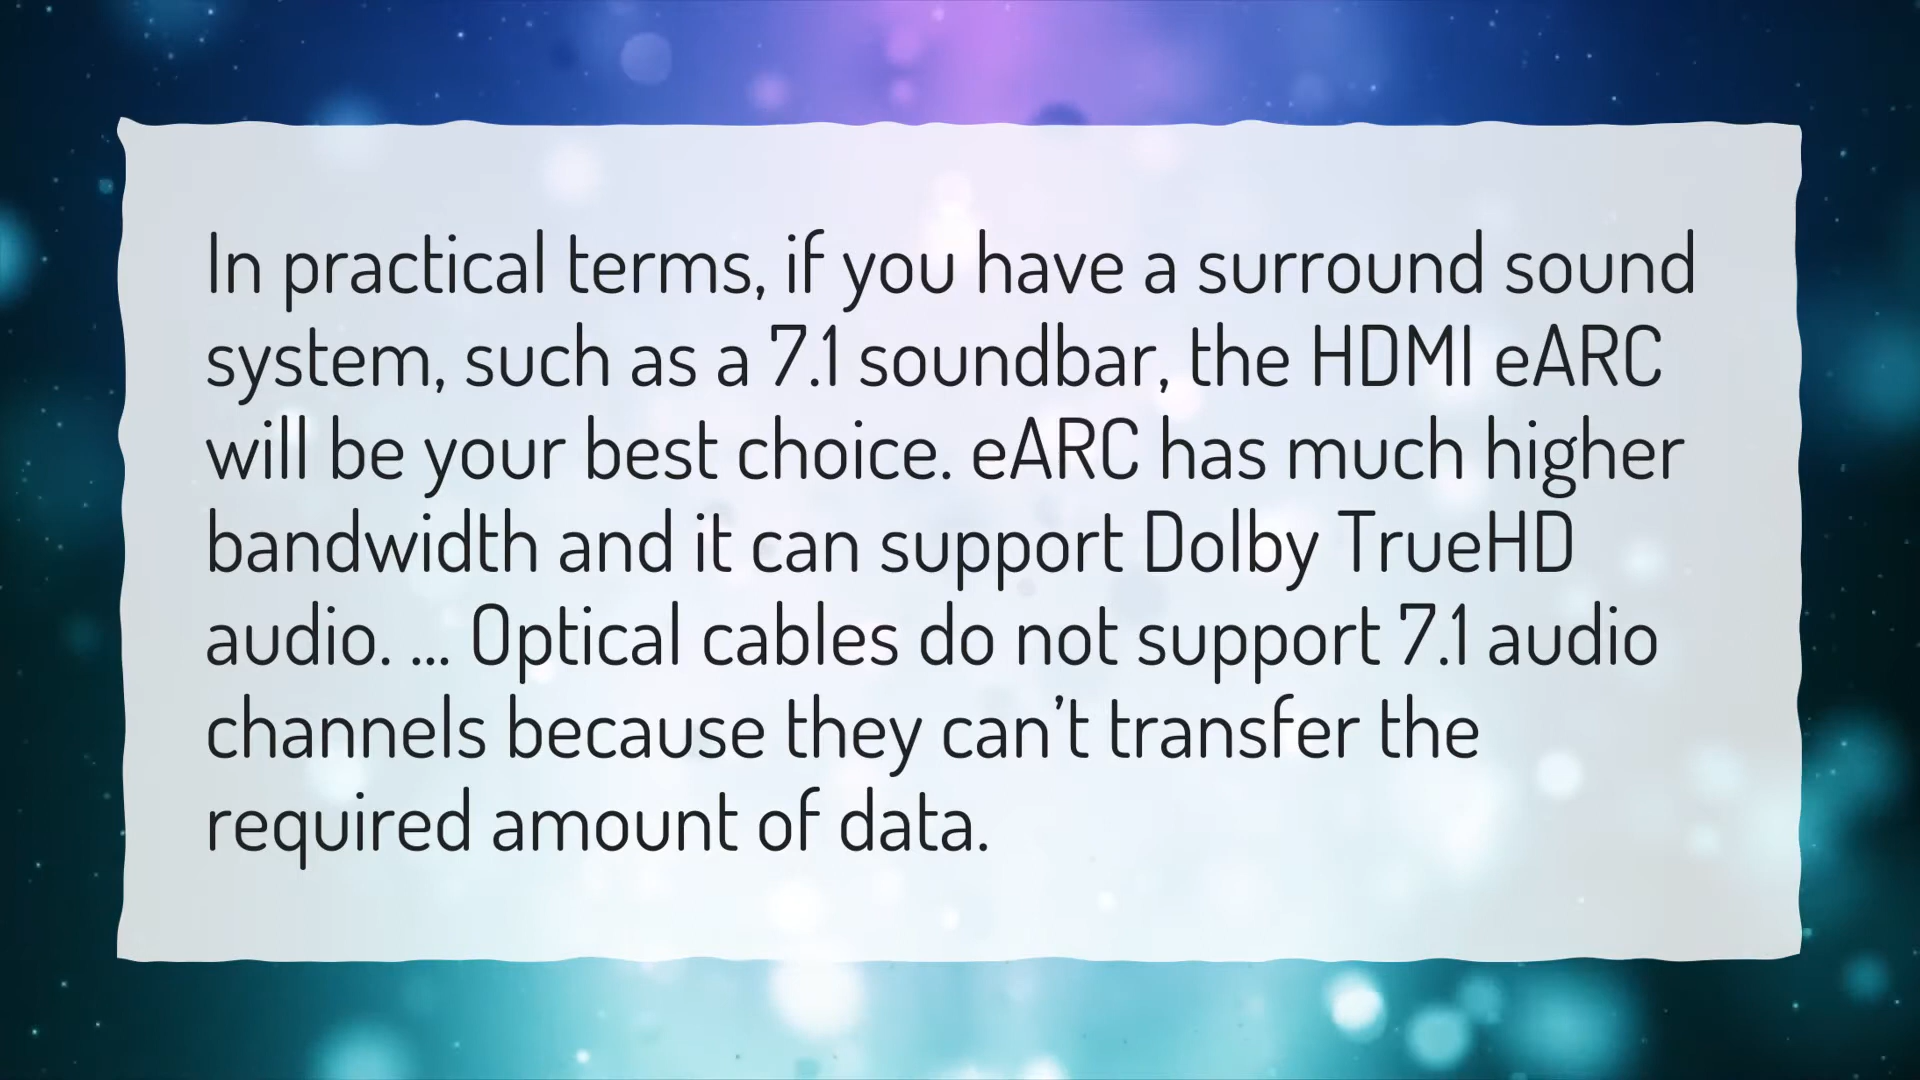 In practical terms, if you have a surround sound
system, such as a 7.1 soundbar, the HDMI eARC
will be your best choice. eARC has much higher
bandwidth and it can support Dolby TrueHD
audio. ... Optical cables do not support 7.1 audio
channels because they can’t transfer the
required amount of data.